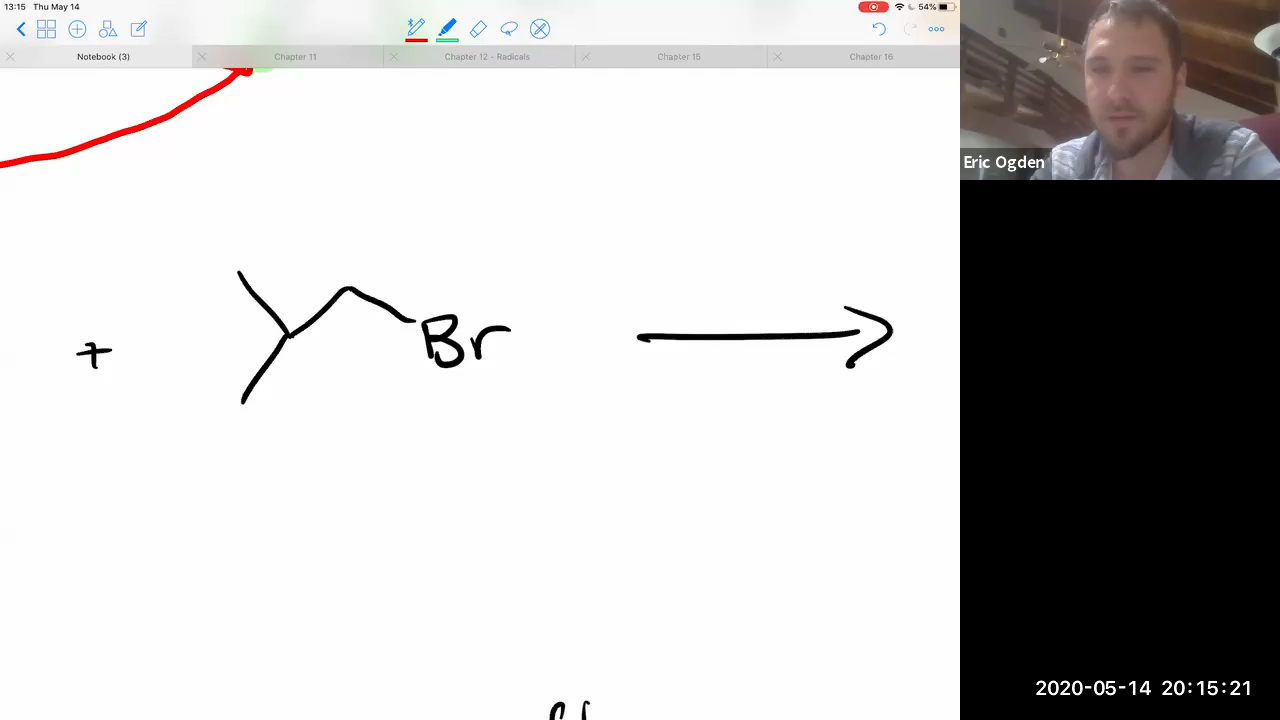 13:15 Thu May 14
54%
Notebook (3)
Chapter 11
Chapter 12 - Radicals
Chapter 15
Chapter 16
Eric Ogden
+
Br
2020-05-14 20:15:21